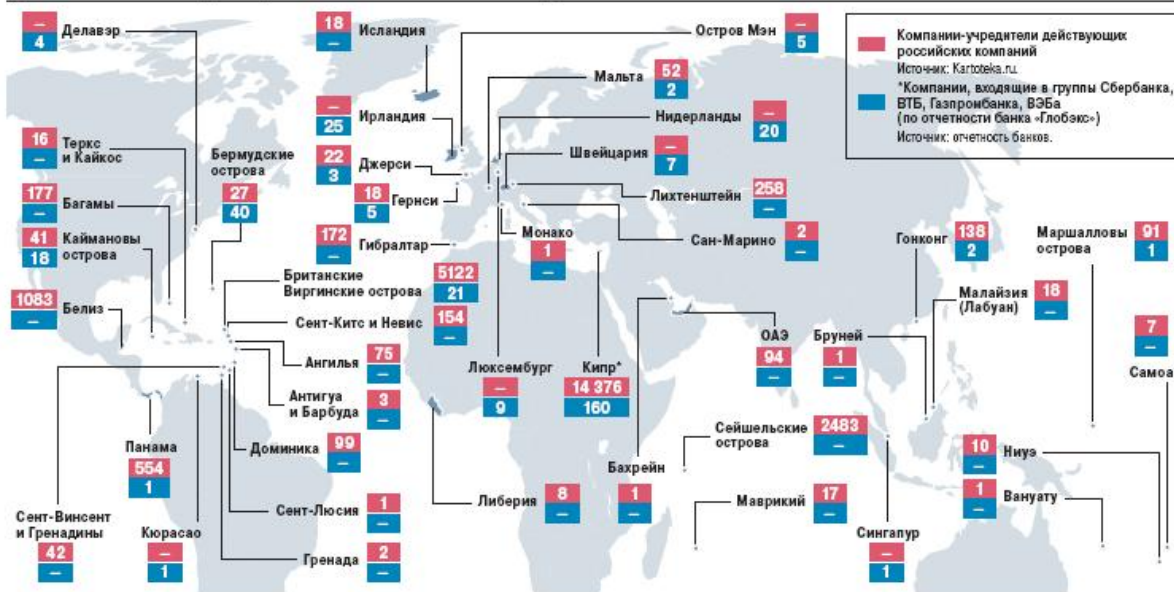 –
4
Делавэр
18
–
Исландия
Остров Мэн
–
5
Компании-учредители действующих
российских компаний
Источник: Kartoteka.ru.
*Компании, входящие в группы Сбербанка,
ВТБ, Газпромбанка, ВЭБа
(по отчетности банка «Глобэкс»)
Источник: отчетность банков.
Мальта
52
2
–
25
Ирландия
Нидерланды
–
20
16
–
Теркс
и Кайкос
Бермудские
острова
27
40
22
3
Джерси
Швейцария
–
7
177
–
Багамы
18
5
Гернси
Лихтенштейн
258
–
41
18
Каймановы
острова
172
–
Гибралтар
Монако
1
–
Сан-Марино
2
–
Гонконг
138
2
Маршалловы
острова
91
1
1083
–
Белиз
Британские
Виргинские острова
5122
21
Малайзия
(Лабуан)
18
–
Сент-Китс и Невис
154
–
ОАЭ
94
–
Бруней
1
–
7
–
Самоа
Ангилья
75
–
Люксембург
–
9
Кипр*
14 376
160
Антигуа
и Барбуда
3
–
Панама
554
1
Доминика
99
–
Сейшельские
острова
2483
–
10
–
Ниуэ
Бахрейн
1
–
Либерия
8
–
1
–
Вануату
Сент-Винсент
и Гренадины
42
–
Кюрасао
–
1
Сент-Люсия
1
–
Маврикий
17
–
Сингапур
–
1
Гренада
2
–